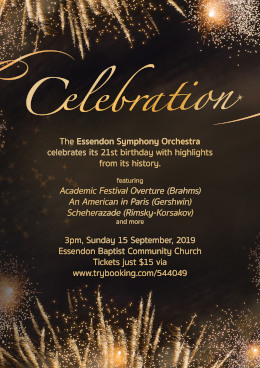 Celebration
The Essendon Symphony Orchestra
celebrates its 21st birthday with highlights
from its history.
featuring
Academic Festival Overture (Brahms)
An American in Paris (Gershwin)
Scheherazade (Rimsky-Korsakov)
and more
3pm, Sunday 15 September, 2019
Essendon Baptist Community Church
Tickets just $15 via
www.trybooking.com/544049